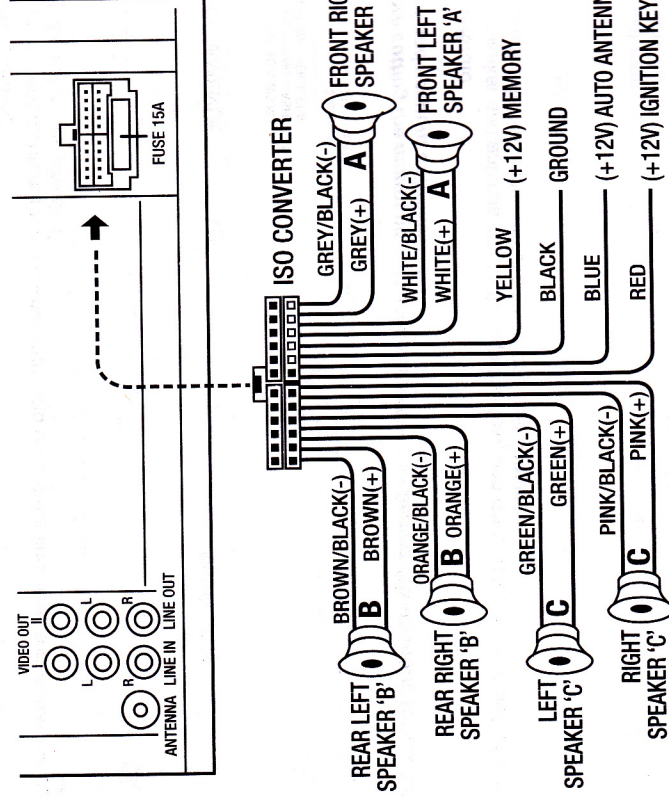 VIDEO OUT
I II
L L
R R
ANTENNA LINE IN LINE OUT
FUSE 15A
ISO CONVERTER
BROWN/BLACK(-)
BROWN(+)
B
REAR LEFT
SPEAKER 'B'
ORANGE/BLACK(-)
ORANGE(+)
B
REAR RIGHT
SPEAKER 'B'
GREEN/BLACK(-)
GREEN(+)
C
LEFT
SPEAKER 'C'
PINK/BLACK(-)
PINK(+)
C
RIGHT
SPEAKER 'C'
GREY/BLACK(-)
GREY(+)
A
FRONT
SPEAKER
WHITE/BLACK(-)
WHITE(+)
A
FRONT LEFT
SPEAKER 'A'
YELLOW
(+12V) MEMORY
BLACK
GROUND
BLUE
(+12V) AUTO
RED
(+12V) IGNITION KEY